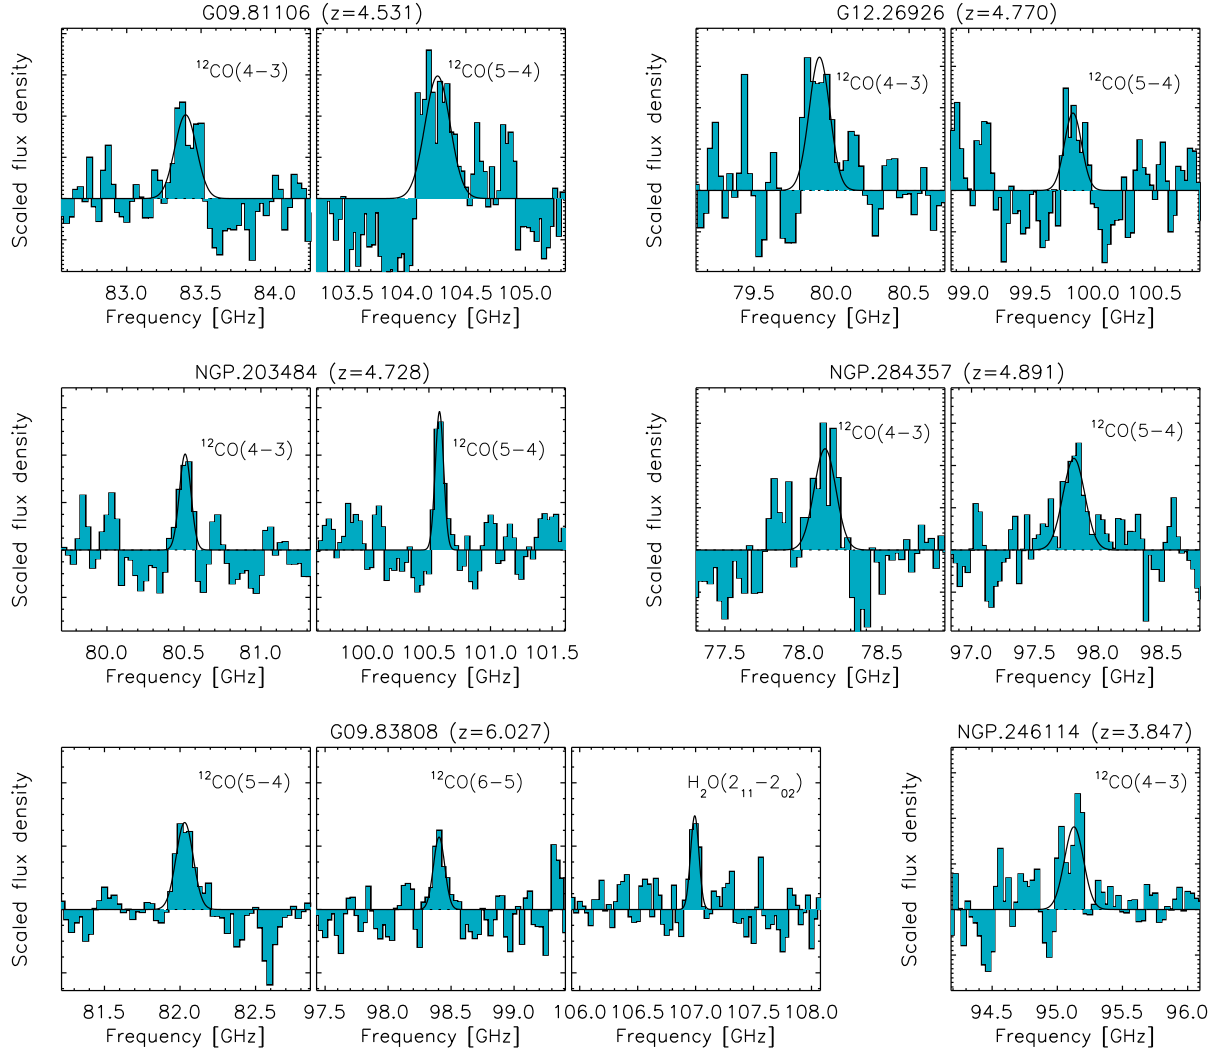 G09.81106 (z=4.531)
G12.26926 (z=4.770)
Scaled flux density
¹²CO(4−3)
¹²CO(5−4)
Scaled flux density
¹²CO(4−3)
¹²CO(5−4)
83.0 83.5 84.0
103.5 104.0 104.5 105.0
79.5 80.0 80.5
99.0 99.5 100.0 100.5
Frequency [GHz]
Frequency [GHz]
Frequency [GHz]
Frequency [GHz]
NGP.203484 (z=4.728)
NGP.284357 (z=4.891)
Scaled flux density
¹²CO(4−3)
¹²CO(5−4)
Scaled flux density
¹²CO(4−3)
¹²CO(5−4)
80.0 80.5 81.0
100.0 100.5 101.0 101.5
77.5 78.0 78.5
97.0 97.5 98.0 98.5
Frequency [GHz]
Frequency [GHz]
Frequency [GHz]
Frequency [GHz]
G09.83808 (z=6.027)
NGP.246114 (z=3.847)
Scaled flux density
¹²CO(5−4)
¹²CO(6−5)
H₂O(2₁₁−2₀₂)
Scaled flux density
¹²CO(4−3)
81.5 82.0 82.5
97.5 98.0 98.5 99.0
106.0 106.5 107.0 107.5 108.0
94.5 95.0 95.5 96.0
Frequency [GHz]
Frequency [GHz]
Frequency [GHz]
Frequency [GHz]